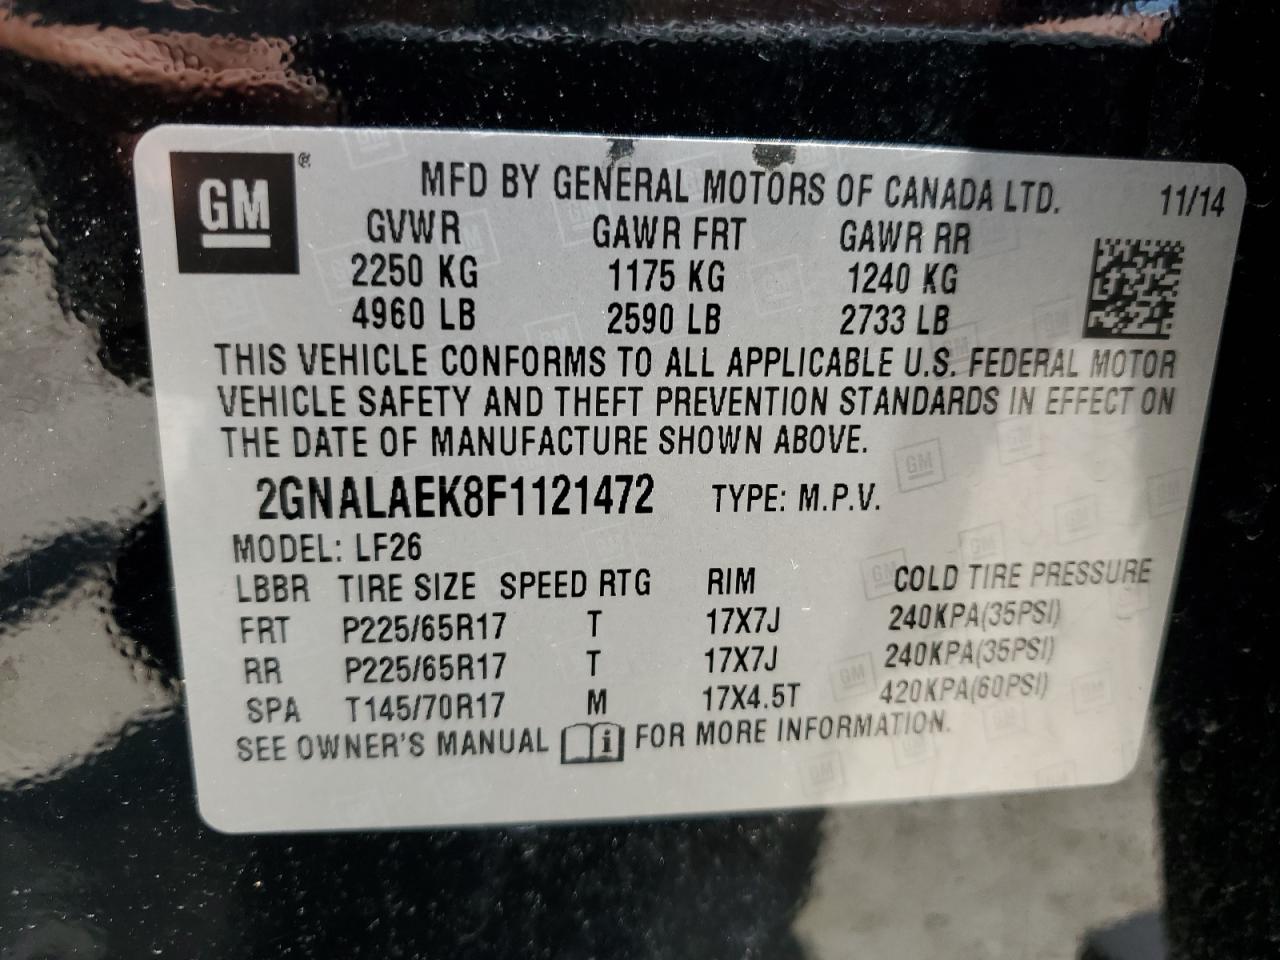 GM ®
MFD BY GENERAL MOTORS OF CANADA LTD. 11/14
GVWR GAWR FRT GAWR RR
2250 KG 1175 KG 1240 KG
4960 LB 2590 LB 2733 LB
THIS VEHICLE CONFORMS TO ALL APPLICABLE U.S. FEDERAL MOTOR
VEHICLE SAFETY AND THEFT PREVENTION STANDARDS IN EFFECT ON
THE DATE OF MANUFACTURE SHOWN ABOVE.
2GNALAEK8F1121472 TYPE: M.P.V.
MODEL: LF26
LBBR TIRE SIZE SPEED RTG RIM COLD TIRE PRESSURE
FRT P225/65R17 T 17X7J 240KPA(35PSI)
RR P225/65R17 T 17X7J 240KPA(35PSI)
SPA T145/70R17 M 17X4.5T 420KPA(60PSI)
SEE OWNER'S MANUAL i FOR MORE INFORMATION.